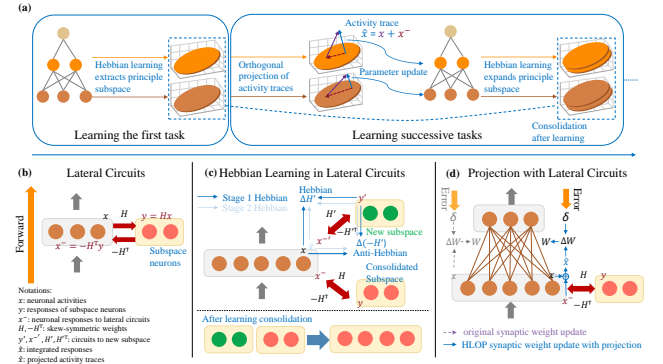 (a)
Activity trace
x̂ = x + x⁻
Hebbian learning
extracts principle
subspace
Orthogonal
projection of
activity traces
Parameter update
Hebbian learning
expands principle
subspace
Learning the first task
Learning successive tasks
Consolidation
after learning
(b) Lateral Circuits
Forward
x H y = Hx
x⁻ = −Hᵀy −Hᵀ
Subspace
neurons
Notations:
x: neuronal activities
y: responses of subspace neurons
x⁻: neuronal responses to lateral circuits
H, −Hᵀ: skew-symmetric weights
y′, x⁻′, H′, H′ᵀ: circuits to new subspace
x̄: integrated responses
x̂: projected activity traces
(c) Hebbian Learning in Lateral Circuits
Stage 1 Hebbian
Stage 2 Hebbian
Hebbian
ΔH′ y′
H′
−H′ᵀ
x⁻′
New subspace
Δ(−H′)
Anti-Hebbian
x
x⁻ H
−Hᵀ
Consolidated
Subspace
y
After learning consolidation
(d) Projection with Lateral Circuits
Error
Error
δ δ
ΔW W W ΔW
x̂
x x
H y
x⁻ −Hᵀ
original synaptic weight update
HLOP synaptic weight update with projection